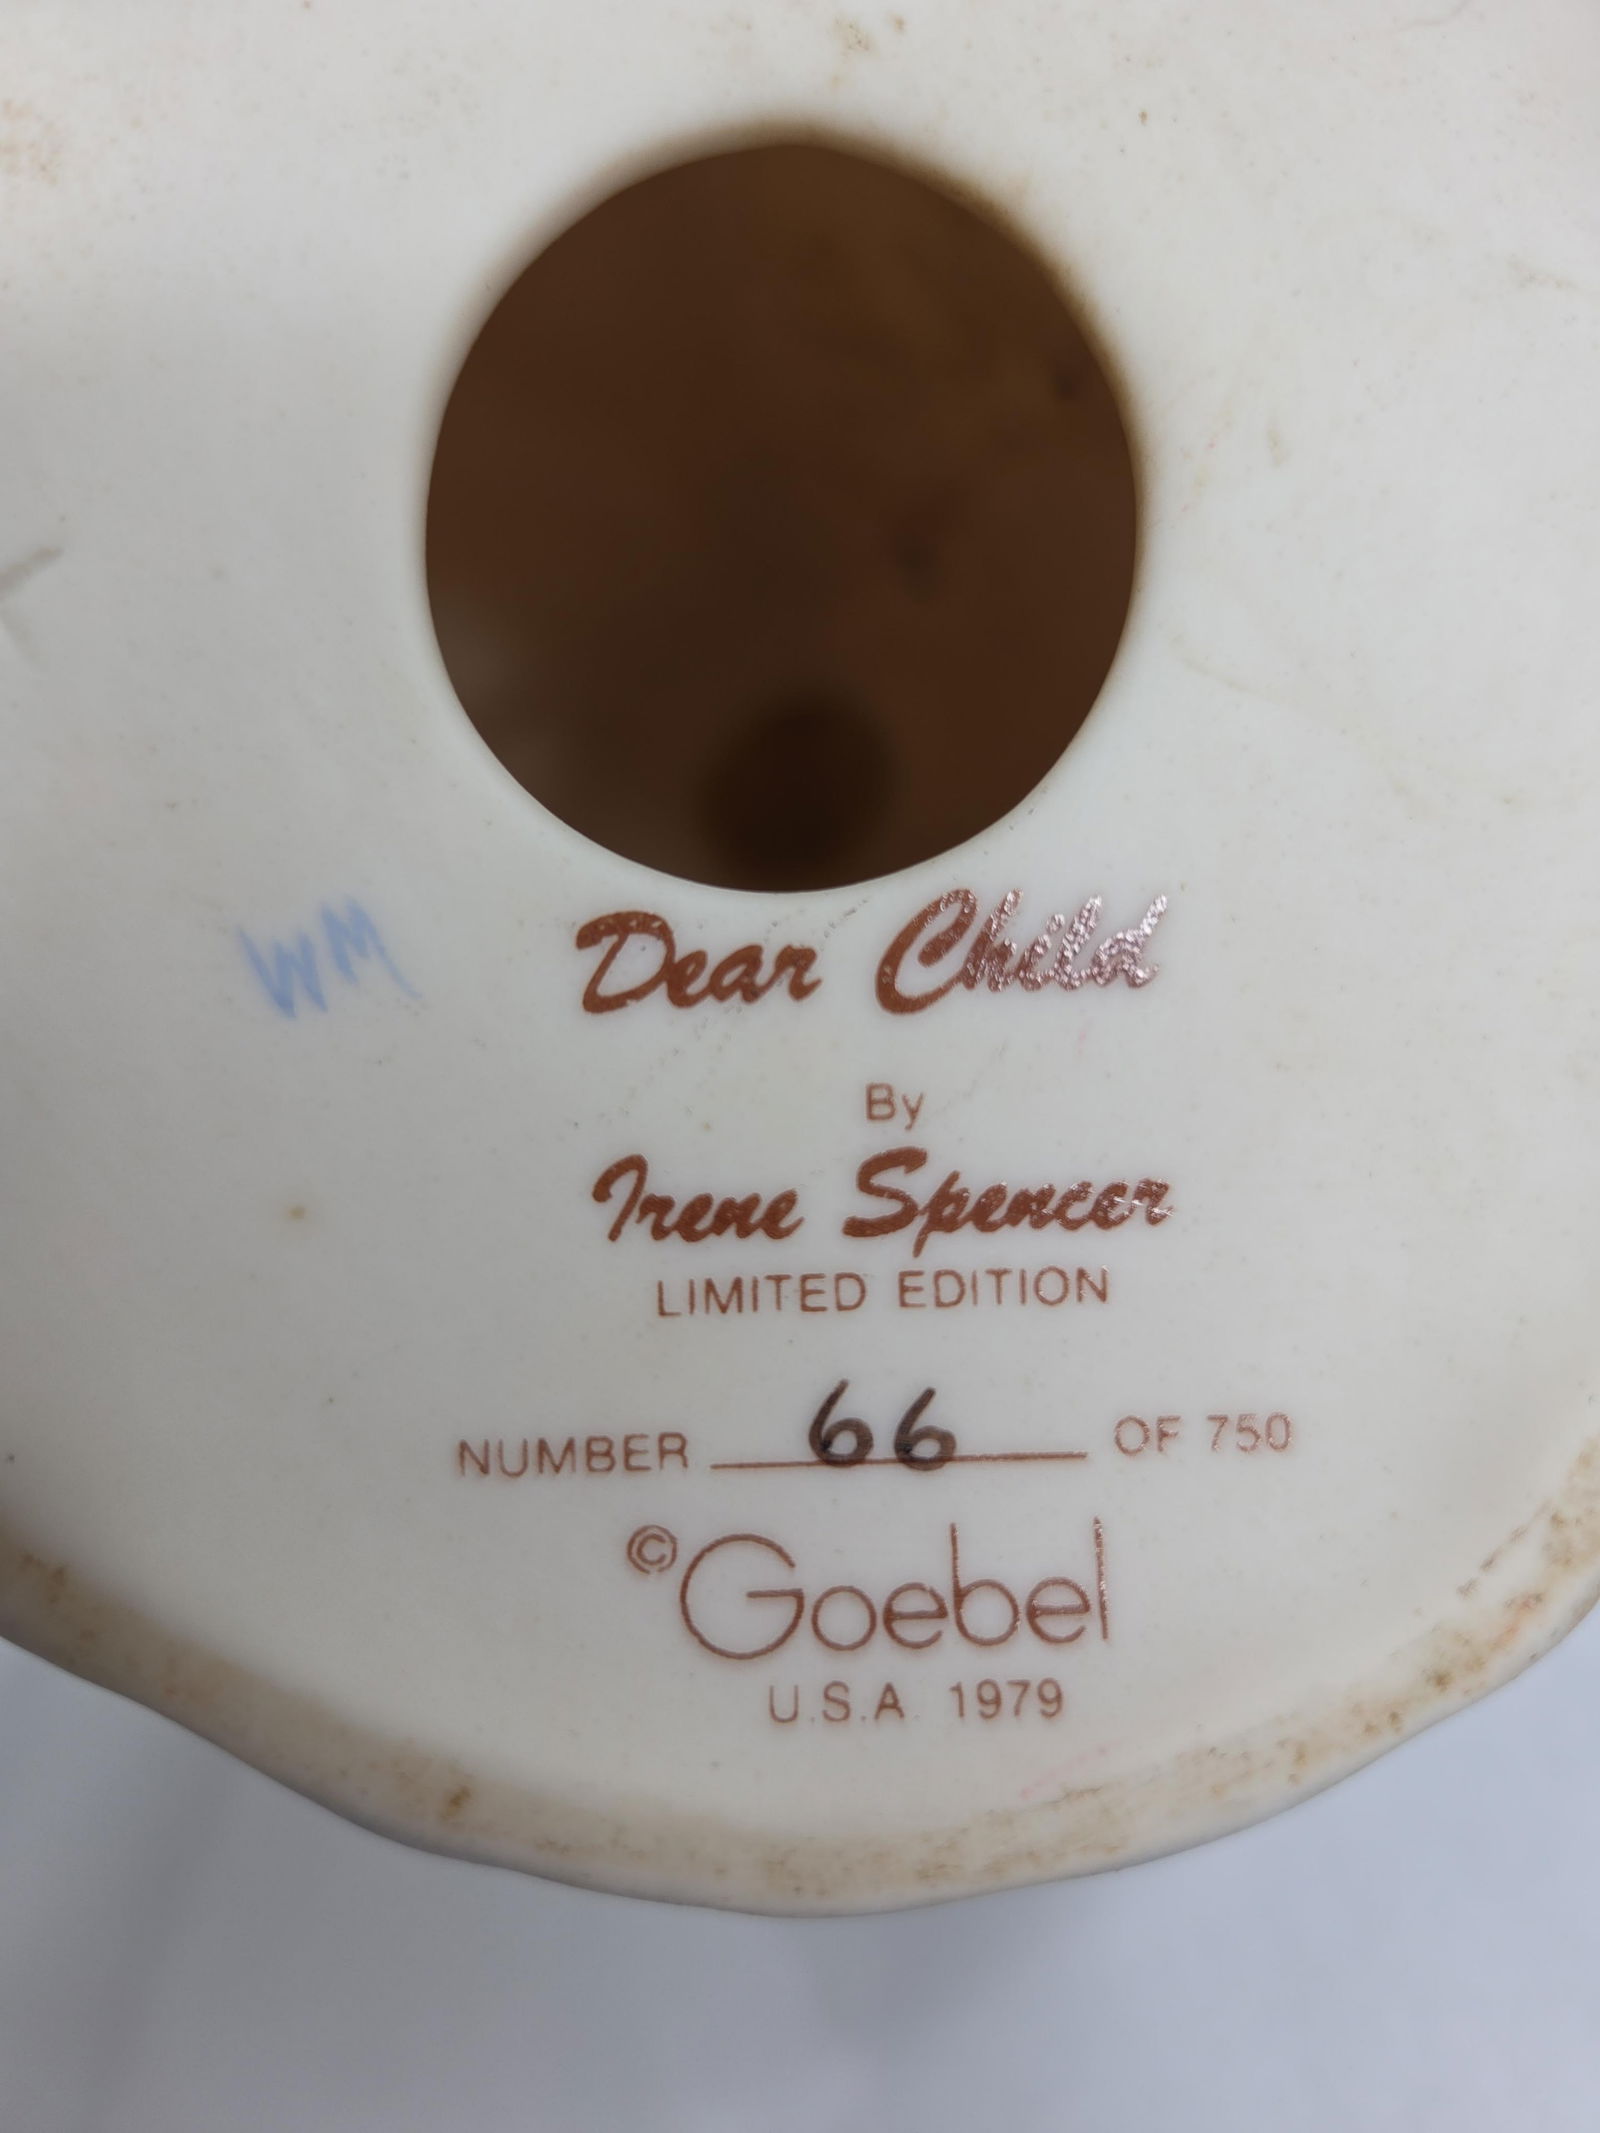 WM
Dear Child
By
Irene Spencer
LIMITED EDITION
NUMBER 66 OF 750
© Goebel
U.S.A. 1979